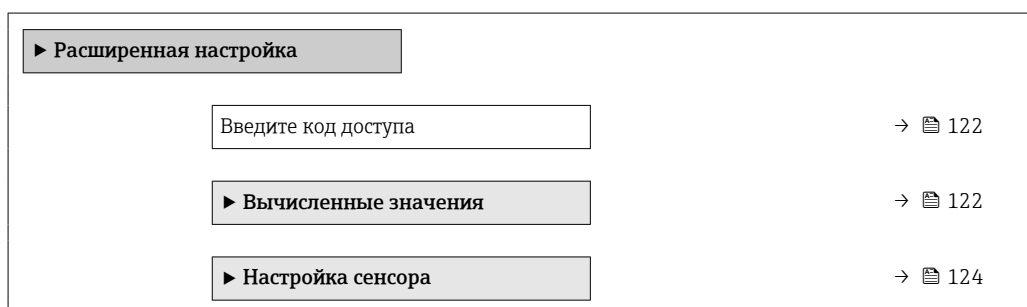 ▶ Расширенная настройка
Введите код доступа → 122
▶ Вычисленные значения → 122
▶ Настройка сенсора → 124